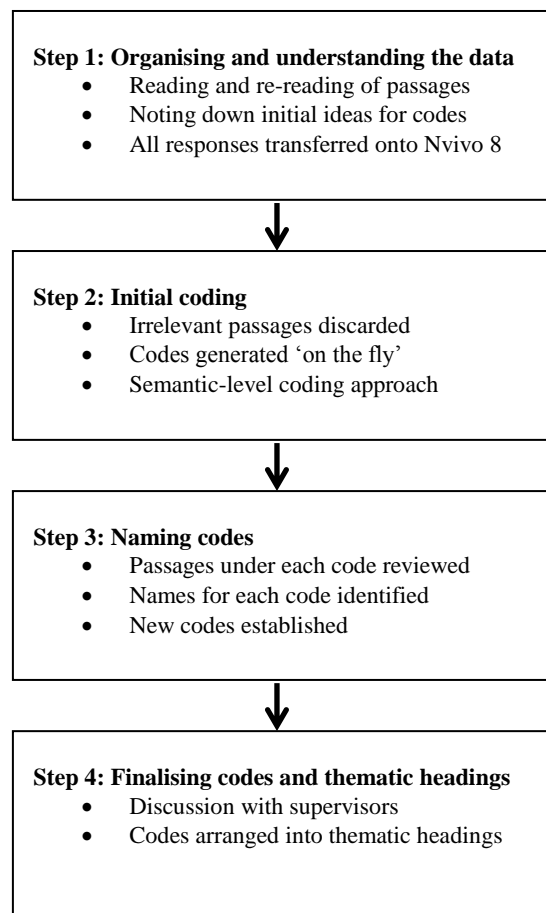 Step 1: Organising and understanding the data
• Reading and re-reading of passages
• Noting down initial ideas for codes
• All responses transferred onto Nvivo 8
Step 2: Initial coding
• Irrelevant passages discarded
• Codes generated ‘on the fly’
• Semantic-level coding approach
Step 3: Naming codes
• Passages under each code reviewed
• Names for each code identified
• New codes established
Step 4: Finalising codes and thematic headings
• Discussion with supervisors
• Codes arranged into thematic headings